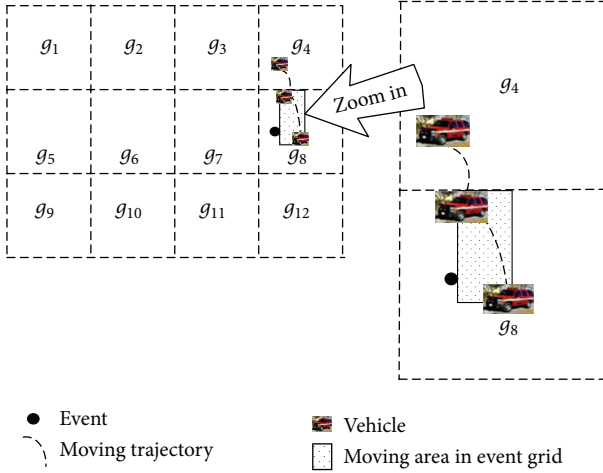 g1 g2 g3 g4
Zoom in
g4
g5 g6 g7 g8
g9 g10 g11 g12
g8
Event
Vehicle
Moving trajectory
Moving area in event grid